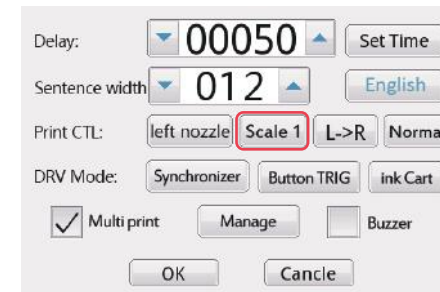 Delay: 00050 Set Time
Sentence width 012 English
Print CTL: left nozzle Scale 1 L->R Norma
DRV Mode: Synchronizer Button TRIG ink Cart
Multi print Manage Buzzer
OK Cancle